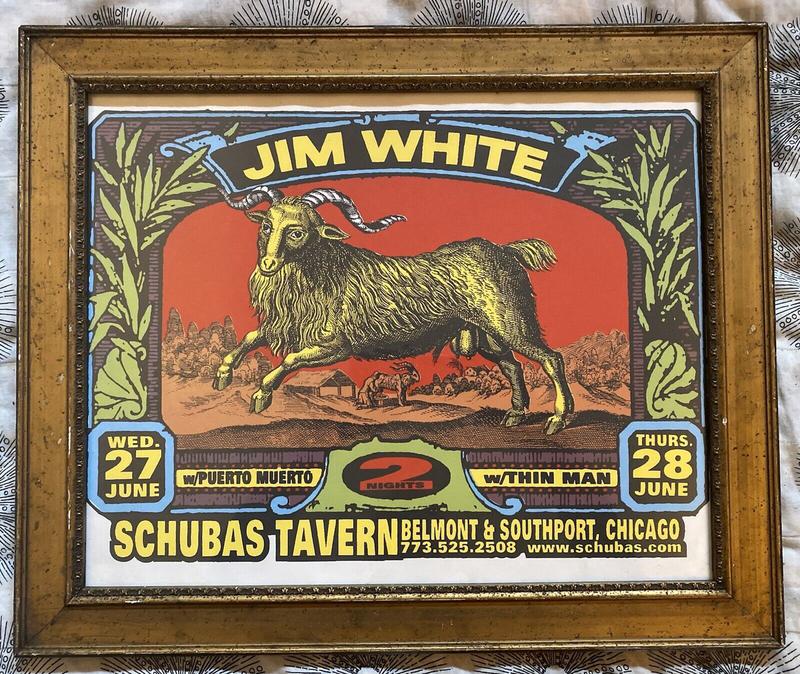 JIM WHITE
WED.
27
JUNE
w/PUERTO MUERTO
2
NIGHTS
w/THIN MAN
THURS.
28
JUNE
SCHUBAS TAVERN
BELMONT & SOUTHPORT, CHICAGO
773.525.2508 www.schubas.com